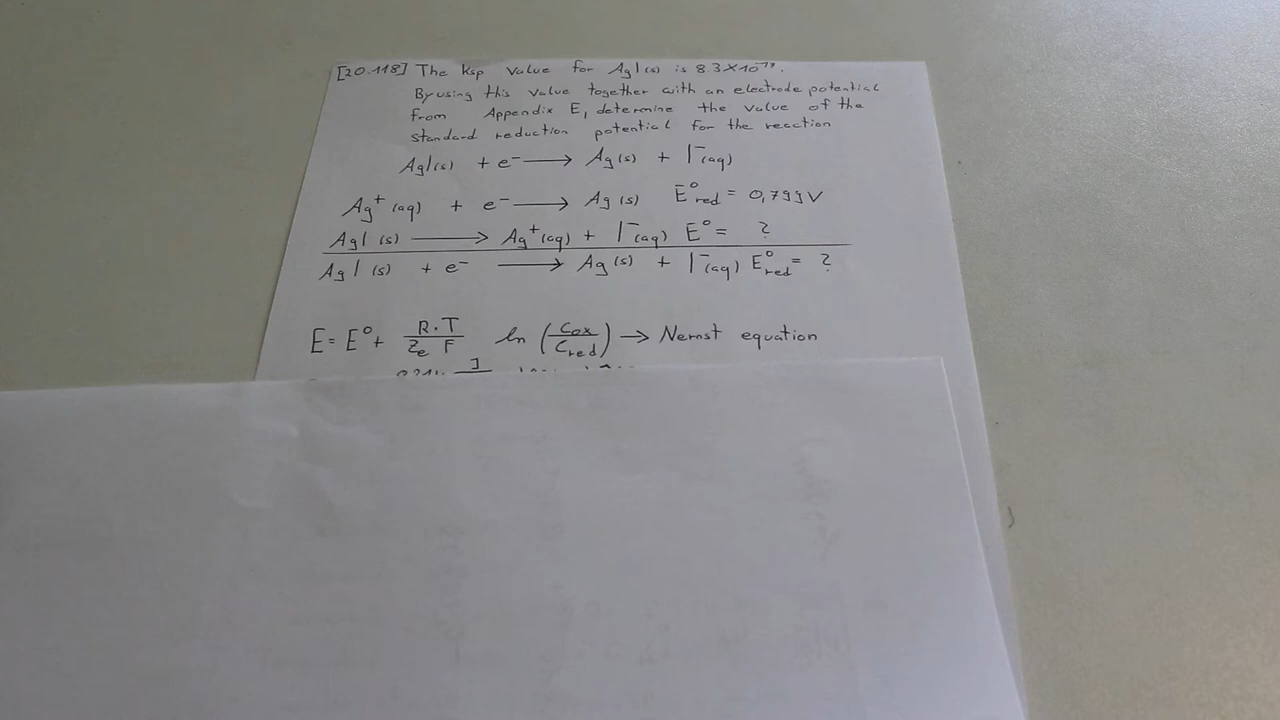 [20.118] The Ksp value for AgI(s) is 8.3×10⁻¹⁷.
By using this value together with an electrode potential
from Appendix E, determine the value of the
standard reduction potential for the reaction
AgI(s) + e⁻ → Ag(s) + I⁻(aq)
Ag⁺(aq) + e⁻ → Ag(s) E°red = 0,799V
AgI(s) → Ag⁺(aq) + I⁻(aq) E° = ?
AgI(s) + e⁻ → Ag(s) + I⁻(aq) E°red = ?
E = E° + R·T / Ze F ln (Cox / Cred) → Nernst equation